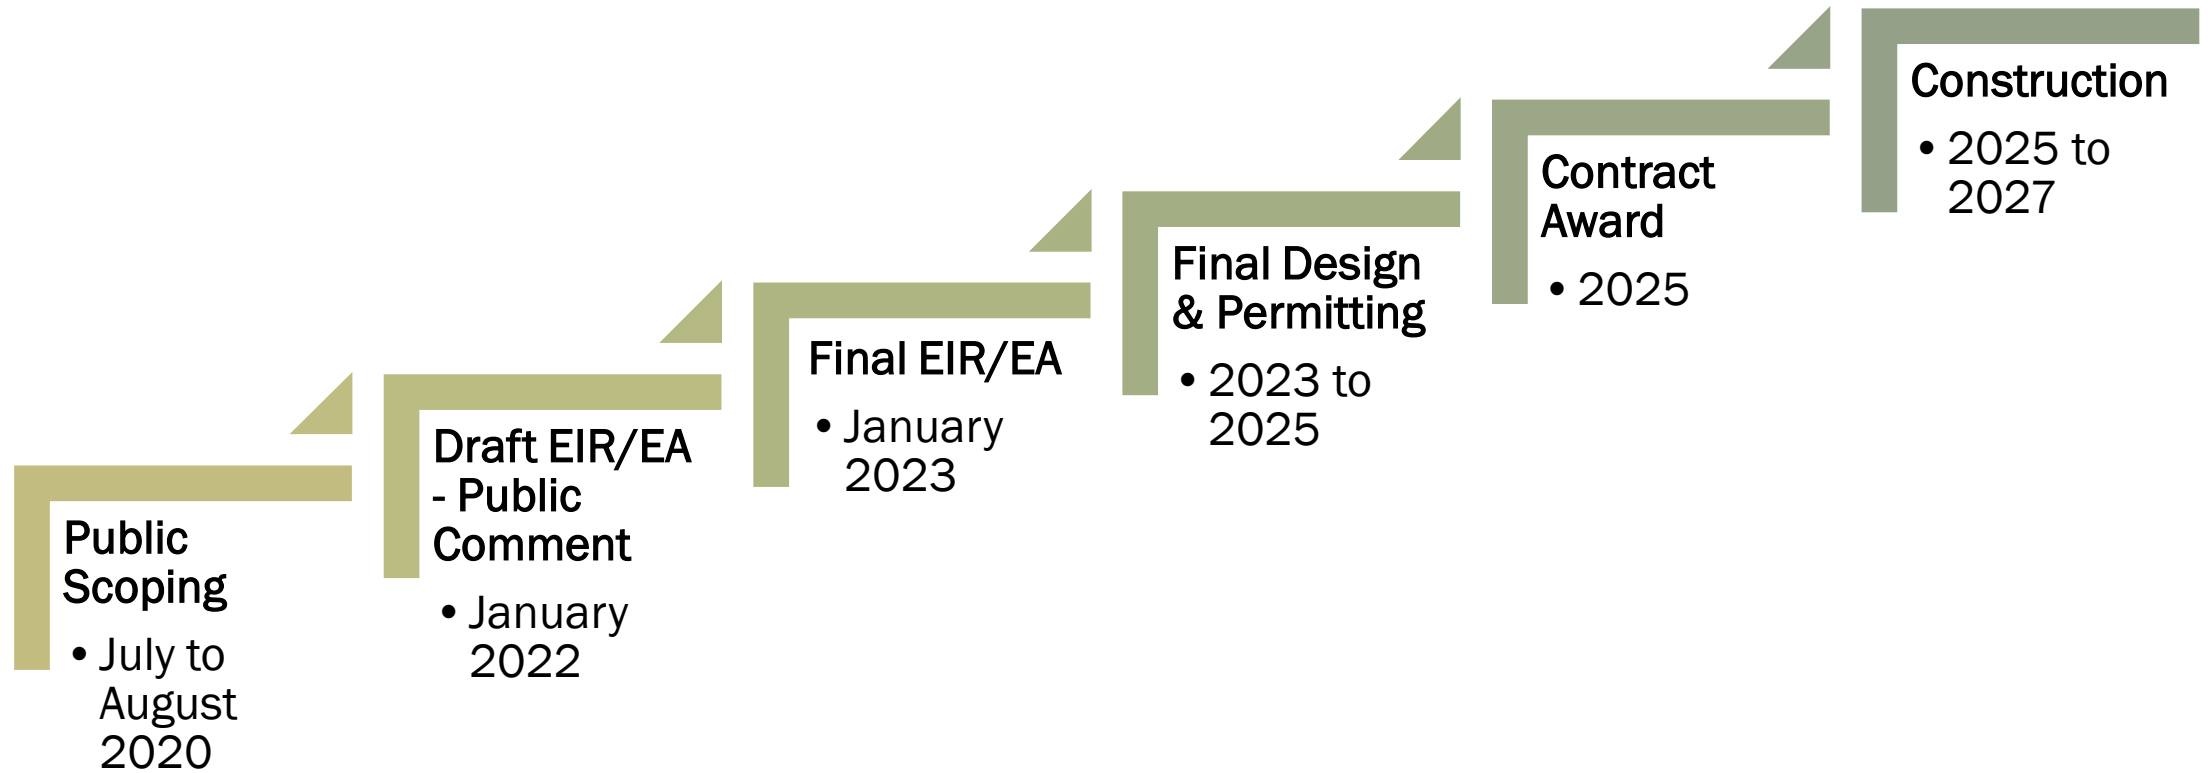 Public
Scoping
• July to
August
2020
Draft EIR/EA
- Public
Comment
• January
2022
Final EIR/EA
• January
2023
Final Design
& Permitting
• 2023 to
2025
Contract
Award
• 2025
Construction
• 2025 to
2027